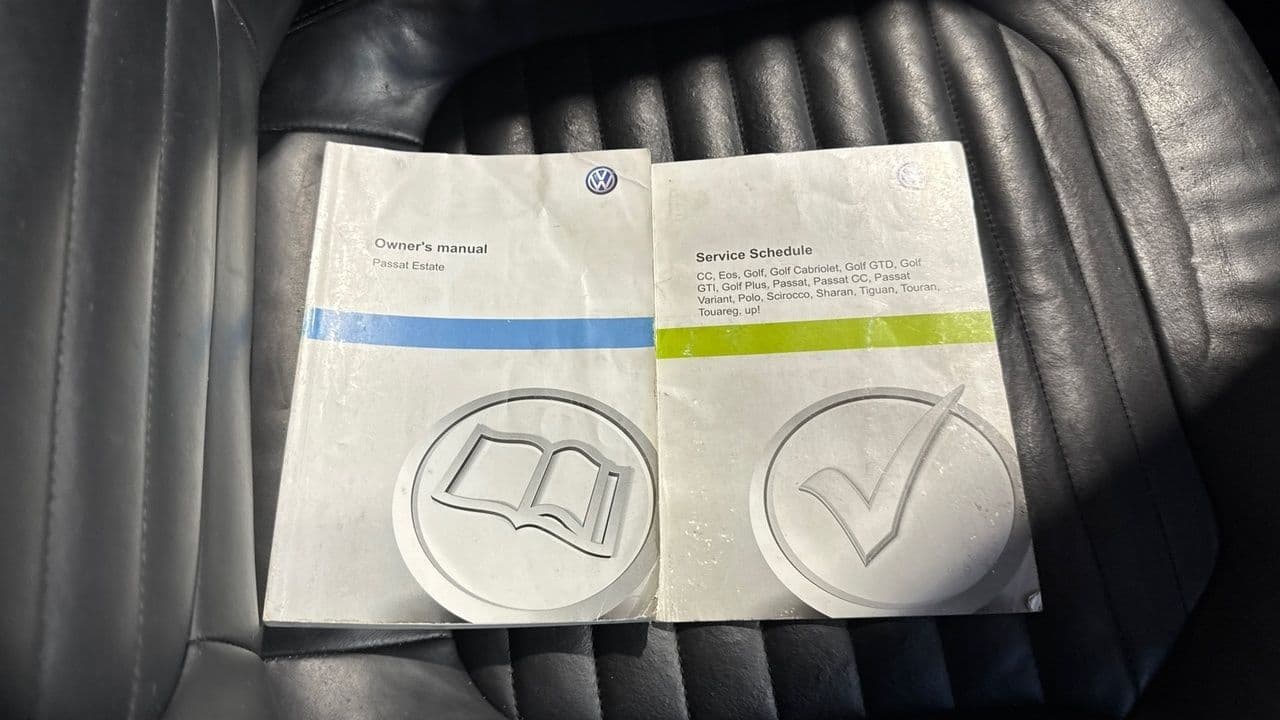 Owner's manual
Passat Estate
Service Schedule
CC, Eos, Golf, Golf Cabriolet, Golf GTD, Golf
GTI, Golf Plus, Passat, Passat CC, Passat
Variant, Polo, Scirocco, Sharan, Tiguan, Touran,
Touareg, up!